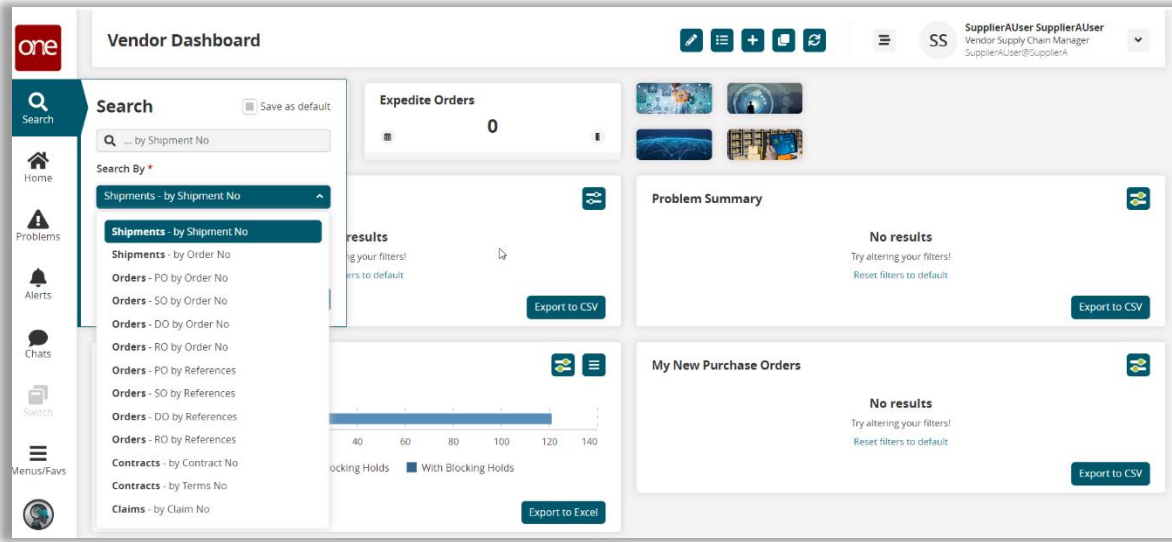 one
Vendor Dashboard
SS
SupplierAUser SupplierAUser
Vendor Supply Chain Manager
SupplierAUser@SupplierA
Search
Home
Problems
Alerts
Chats
Switch
Menus/Favs
Search
Save as default
... by Shipment No
Search By *
Shipments - by Shipment No
Shipments - by Shipment No
Shipments - by Order No
Orders - PO by Order No
Orders - SO by Order No
Orders - DO by Order No
Orders - RO by Order No
Orders - PO by References
Orders - SO by References
Orders - DO by References
Orders - RO by References
Contracts - by Contract No
Contracts - by Terms No
Claims - by Claim No
Expedite Orders
0
results
your filters!
to default
Export to CSV
Problem Summary
No results
Try altering your filters!
Reset filters to default
Export to CSV
40 60 80 100 120 140
Holds With Blocking Holds
Export to Excel
My New Purchase Orders
No results
Try altering your filters!
Reset filters to default
Export to CSV